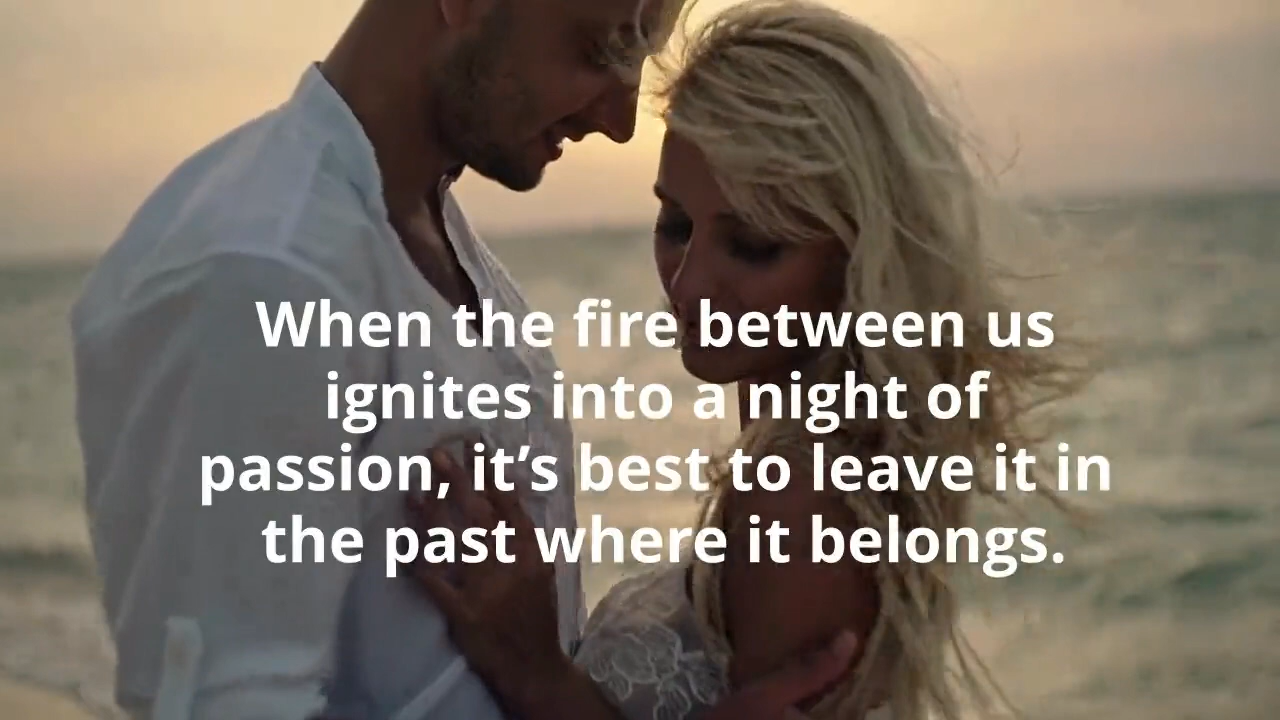 When the fire between us
ignites into a night of
passion, it’s best to leave it in
the past where it belongs.